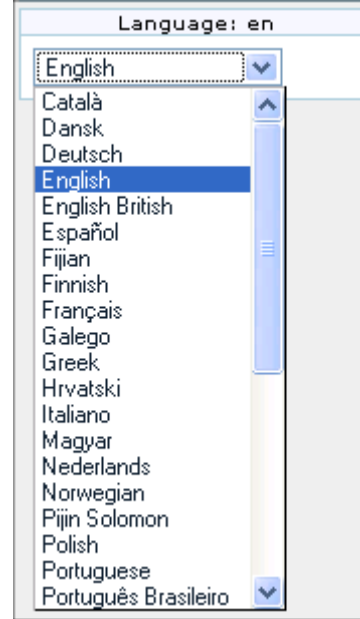 Language: en
English
Català
Dansk
Deutsch
English
English British
Español
Fijian
Finnish
Français
Galego
Greek
Hrvatski
Italiano
Magyar
Nederlands
Norwegian
Pijin Solomon
Polish
Portuguese
Português Brasileiro